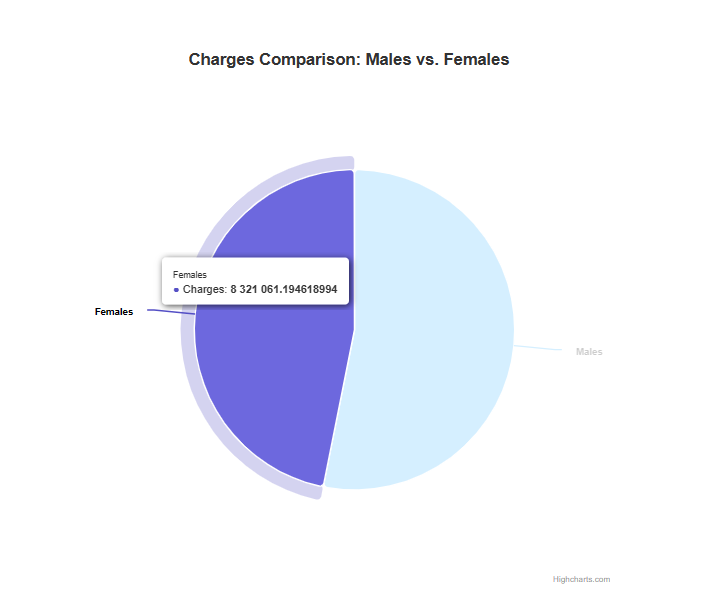 Charges Comparison: Males vs. Females
Females
● Charges: 8 321 061.194618994
Females
Males
Highcharts.com